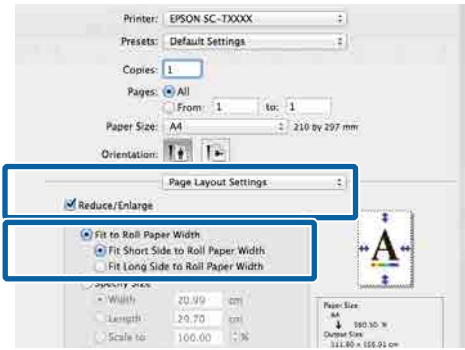 Printer: EPSON SC-TXXXX
Presets: Default Settings
Copies: 1
Pages: All
From: 1 to: 1
Paper Size: A4 210 by 297 mm
Orientation:
Page Layout Settings
Reduce/Enlarge
Fit to Roll Paper Width
Fit Short Side to Roll Paper Width
Fit Long Side to Roll Paper Width
Specify Size
Width 20.99 cm
Length 29.70 cm
Scale to 100.00 %
A
Paper Size:
A4
Output Size: